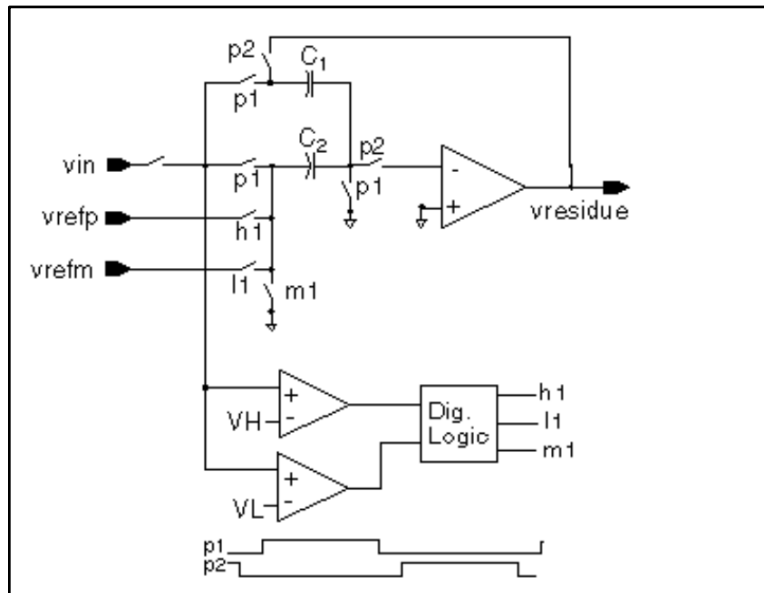 p2
C1
p1
C2
p2
vin
p1
p1
vrefp
h1
vresidue
vrefm
l1
m1
+
-
+
-
VH
Dig.
Logic
h1
l1
m1
+
-
VL
p1
p2